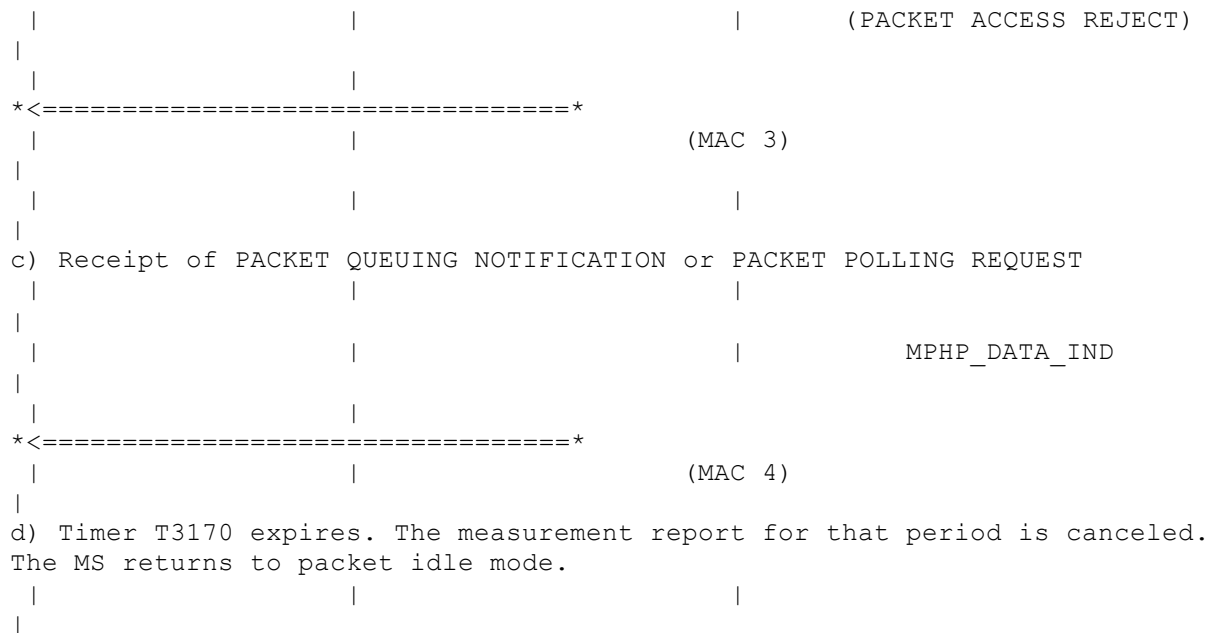 |                    |                       |      (PACKET ACCESS REJECT)
|
 |                    |
*<=================================*
 |                    |                    (MAC 3)
|
 |                    |                       |
|
c) Receipt of PACKET QUEUING NOTIFICATION or PACKET POLLING REQUEST
 |                    |                       |
|
 |                    |                       |          MPHP_DATA_IND
|
 |                    |
*<=================================*
 |                    |                    (MAC 4)
|
d) Timer T3170 expires. The measurement report for that period is canceled.
The MS returns to packet idle mode.
 |                    |                       |
|